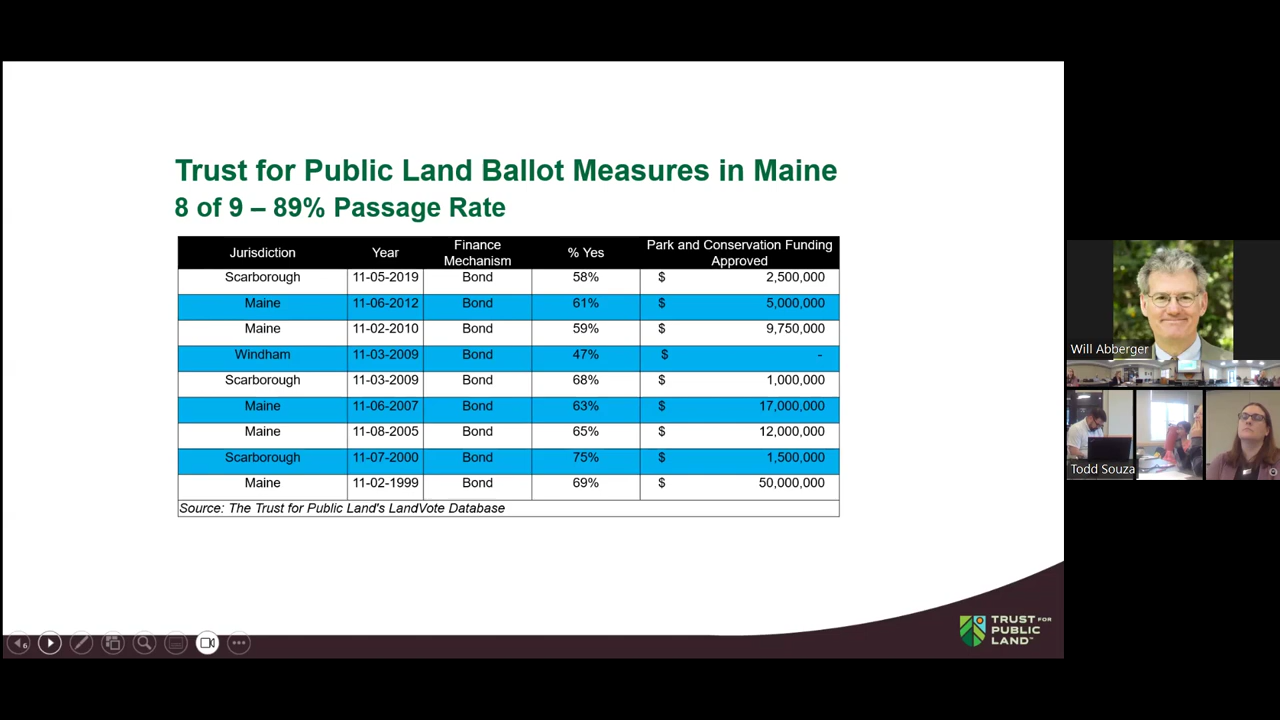 Trust for Public Land Ballot Measures in Maine
8 of 9 – 89% Passage Rate
Jurisdiction Year Finance Mechanism % Yes Park and Conservation Funding Approved
Scarborough 11-05-2019 Bond 58% $ 2,500,000
Maine 11-06-2012 Bond 61% $ 5,000,000
Maine 11-02-2010 Bond 59% $ 9,750,000
Windham 11-03-2009 Bond 47% $ -
Scarborough 11-03-2009 Bond 68% $ 1,000,000
Maine 11-06-2007 Bond 63% $ 17,000,000
Maine 11-08-2005 Bond 65% $ 12,000,000
Scarborough 11-07-2000 Bond 75% $ 1,500,000
Maine 11-02-1999 Bond 69% $ 50,000,000
Source: The Trust for Public Land's LandVote Database
Will Abberger
Todd Souza
6
TRUST FOR
PUBLIC
LAND™